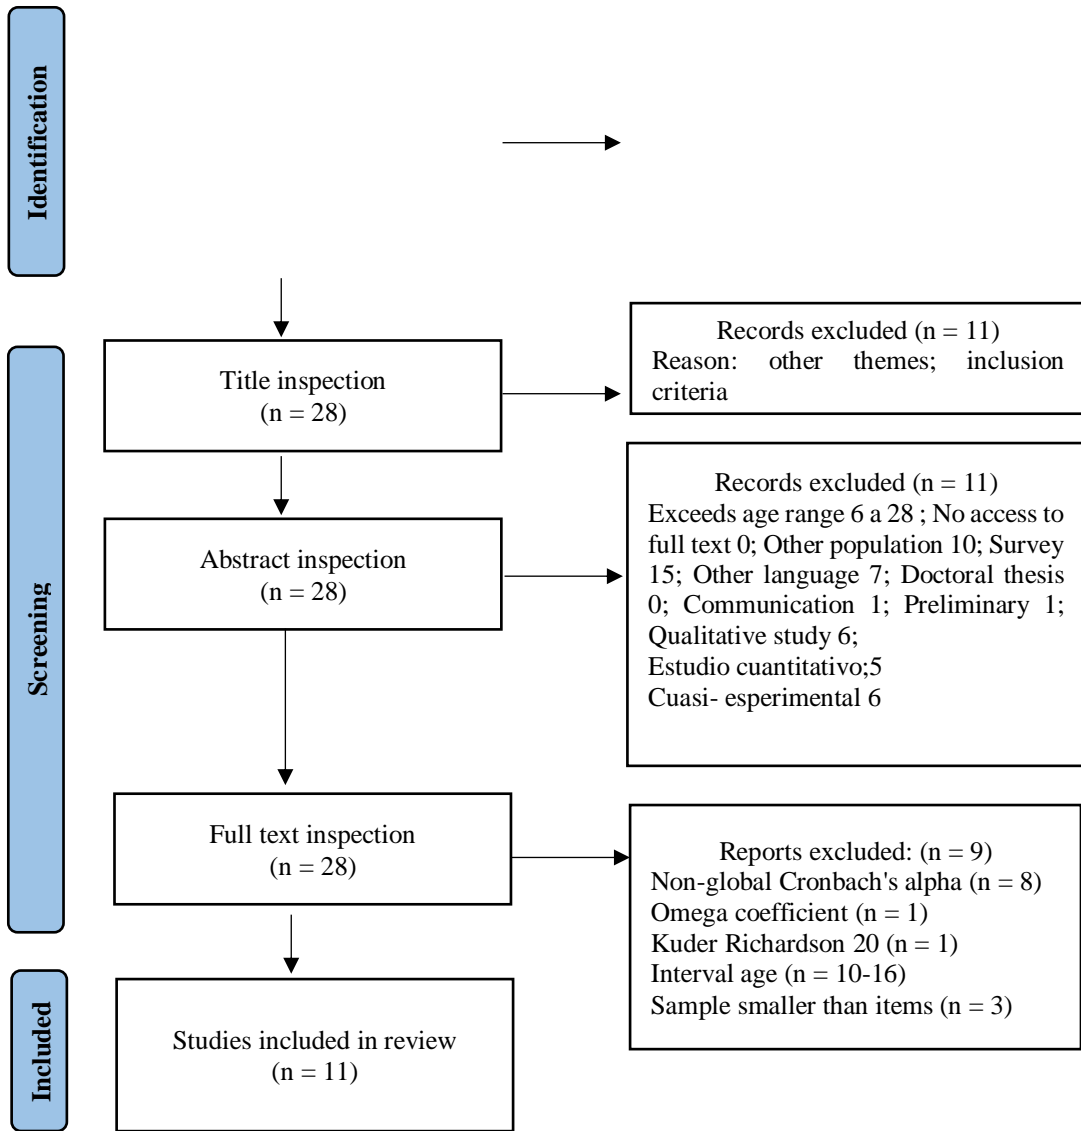 Identification
Records excluded (n = 11)
Reason: other themes; inclusion
criteria
Title inspection
(n = 28)
Screening
Records excluded (n = 11)
Exceeds age range 6 a 28 ; No access to
full text 0; Other population 10; Survey
15; Other language 7; Doctoral thesis
0; Communication 1; Preliminary 1;
Qualitative study 6;
Estudio cuantitativo;5
Cuasi- esperimental 6
Abstract inspection
(n = 28)
Full text inspection
(n = 28)
Reports excluded: (n = 9)
Non-global Cronbach's alpha (n = 8)
Omega coefficient (n = 1)
Kuder Richardson 20 (n = 1)
Interval age (n = 10-16)
Sample smaller than items (n = 3)
Included
Studies included in review
(n = 11)